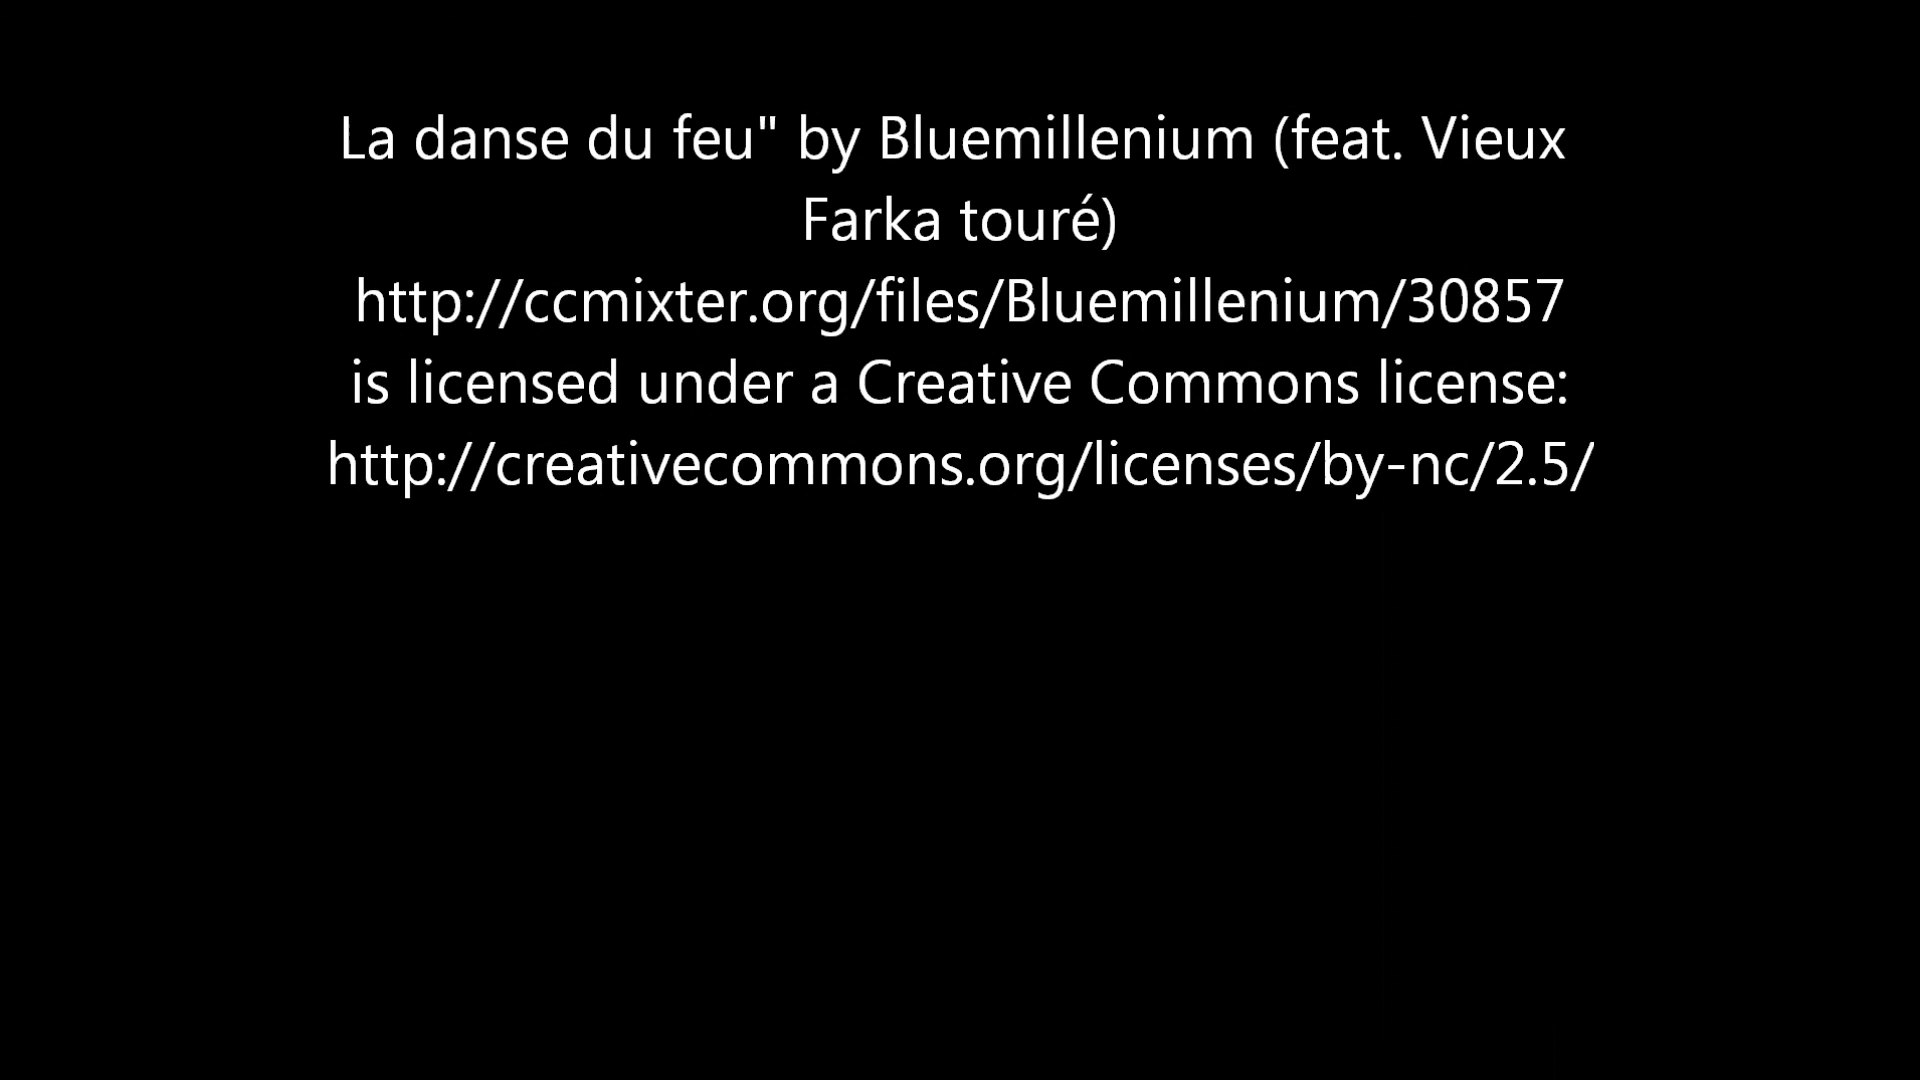 La danse du feu" by Bluemillenium (feat. Vieux
Farka touré)
http://ccmixter.org/files/Bluemillenium/30857
is licensed under a Creative Commons license:
http://creativecommons.org/licenses/by-nc/2.5/